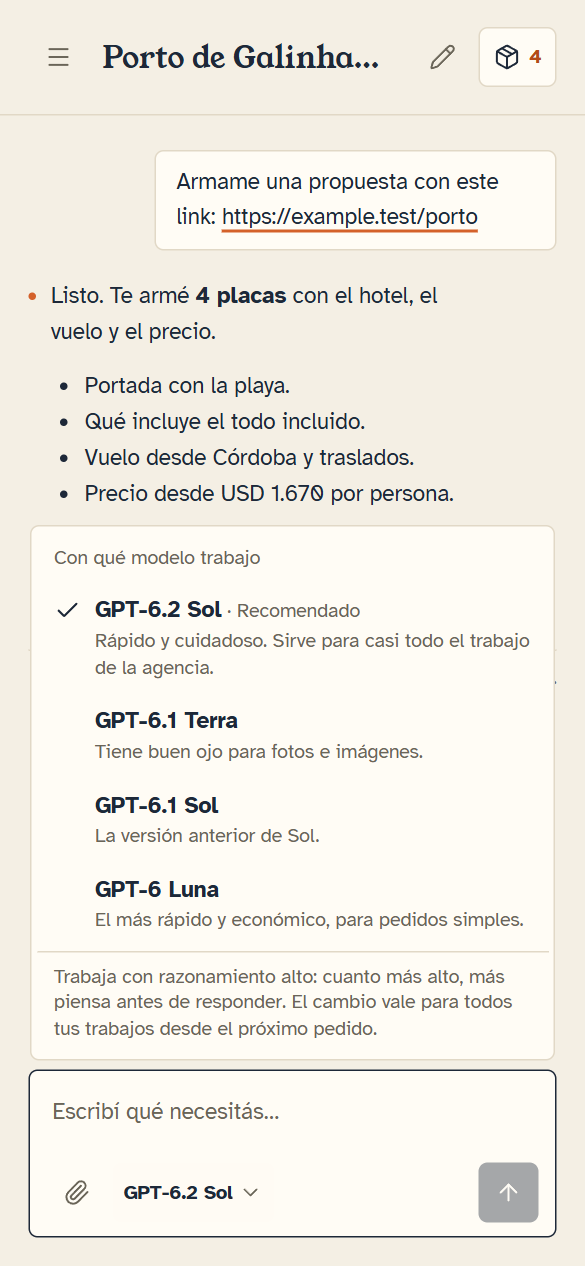 Porto de Galinha...
4
Armame una propuesta con este
link: https://example.test/porto
Listo. Te armé 4 placas con el hotel, el
vuelo y el precio.
Portada con la playa.
Qué incluye el todo incluido.
Vuelo desde Córdoba y traslados.
Precio desde USD 1.670 por persona.
Con qué modelo trabajo
GPT-6.2 Sol · Recomendado
Rápido y cuidadoso. Sirve para casi todo el trabajo
de la agencia.
GPT-6.1 Terra
Tiene buen ojo para fotos e imágenes.
GPT-6.1 Sol
La versión anterior de Sol.
GPT-6 Luna
El más rápido y económico, para pedidos simples.
Trabaja con razonamiento alto: cuanto más alto, más
piensa antes de responder. El cambio vale para todos
tus trabajos desde el próximo pedido.
Escribí qué necesitás...
GPT-6.2 Sol